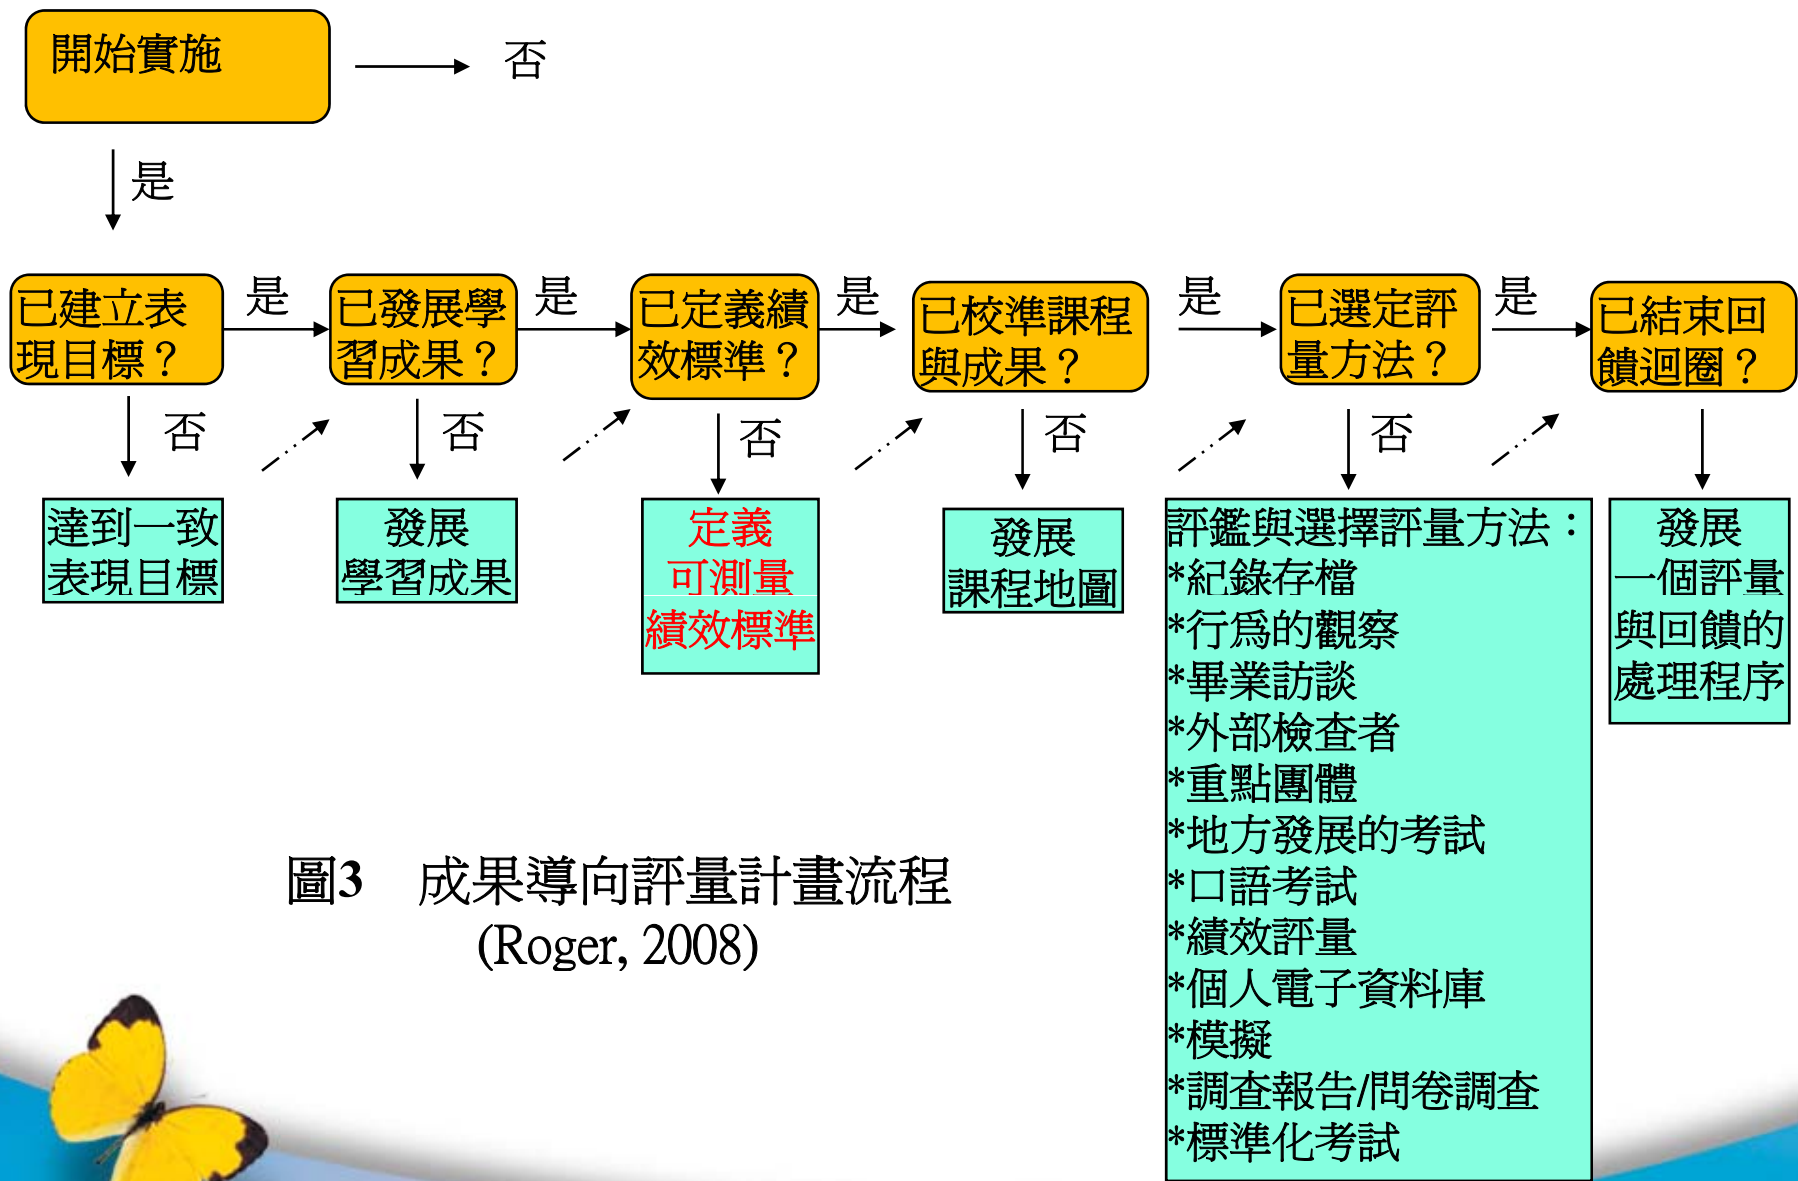 開始實施
否
是
已建立表
現目標？
是
已發展學
習成果？
是
已定義績
效標準？
是
已校準課程
與成果？
是
已選定評
量方法？
是
已結束回
饋迴圈？
否
否
否
否
否
達到一致
表現目標
發展
學習成果
定義
可測量
績效標準
發展
課程地圖
評鑑與選擇評量方法：
*紀錄存檔
*行為的觀察
*畢業訪談
*外部檢查者
*重點團體
*地方發展的考試
*口語考試
*績效評量
*個人電子資料庫
*模擬
*調查報告/問卷調查
*標準化考試
發展
一個評量
與回饋的
處理程序
圖3　成果導向評量計畫流程
(Roger, 2008)